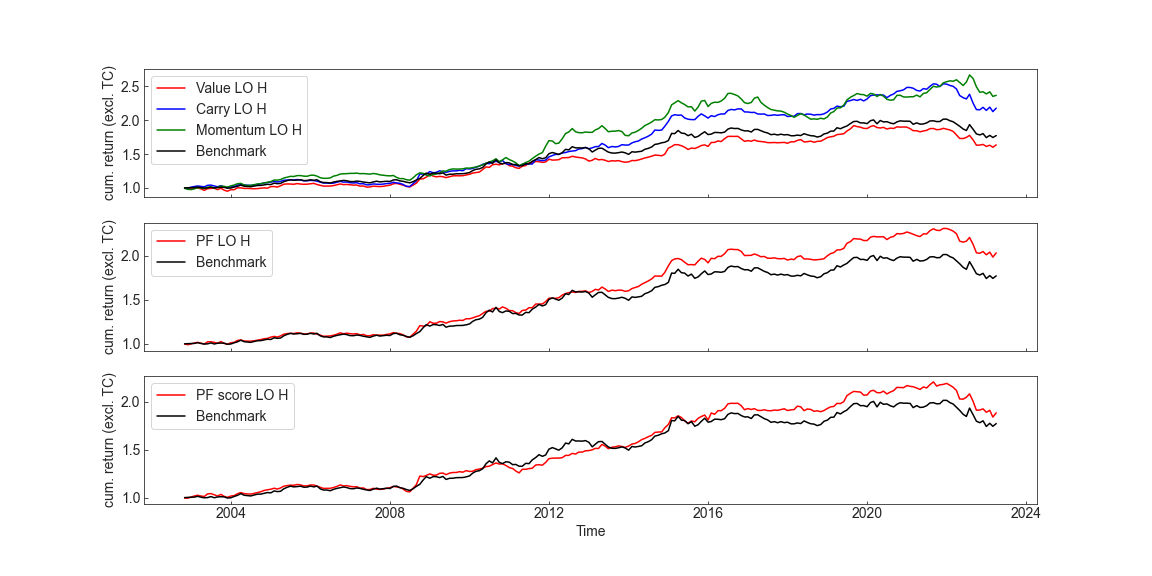 cum. return (excl. TC)
2.5
2.0
1.5
1.0
Value LO H
Carry LO H
Momentum LO H
Benchmark
cum. return (excl. TC)
2.0
1.5
1.0
PF LO H
Benchmark
cum. return (excl. TC)
2.0
1.5
1.0
PF score LO H
Benchmark
2004 2008 2012 2016 2020 2024
Time